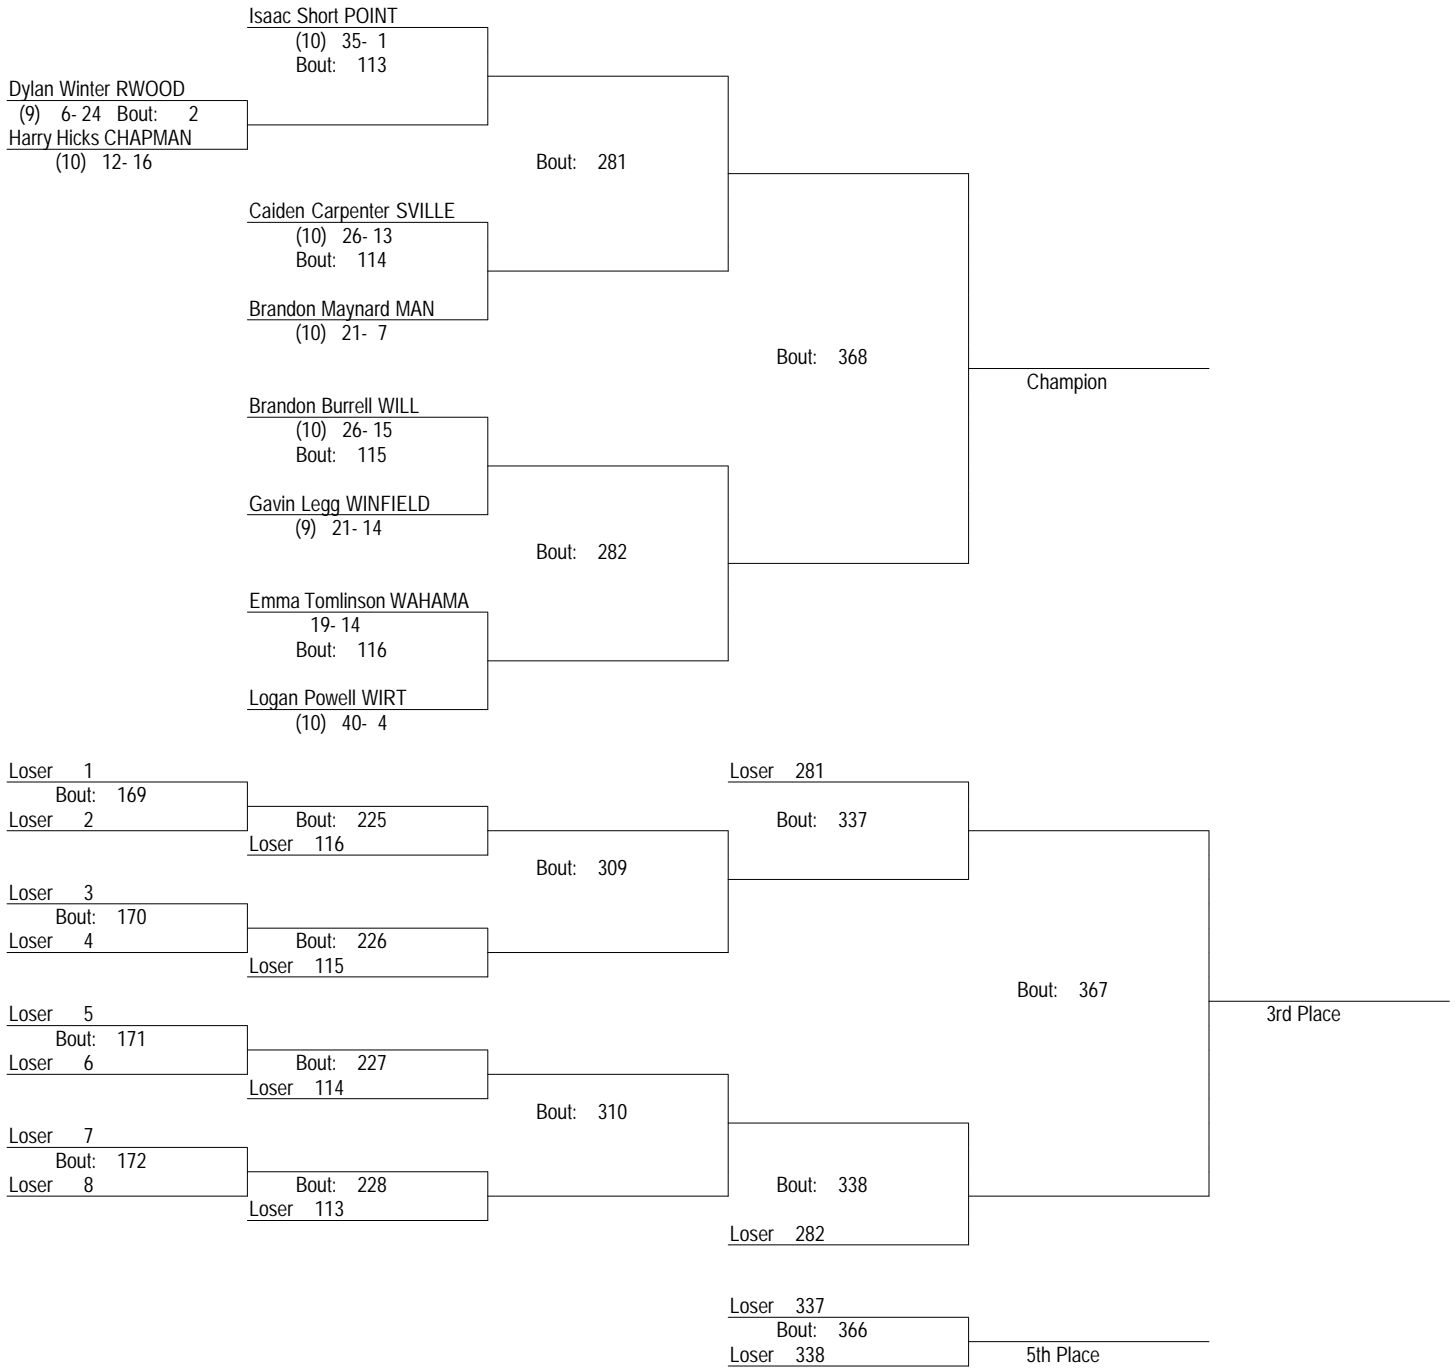 Isaac Short POINT
(10) 35- 1
Bout: 113
Dylan Winter RWOOD
(9) 6- 24 Bout: 2
Harry Hicks CHAPMAN
(10) 12- 16
Bout: 281
Caiden Carpenter SVILLE
(10) 26- 13
Bout: 114
Brandon Maynard MAN
(10) 21- 7
Bout: 368
Champion
Brandon Burrell WILL
(10) 26- 15
Bout: 115
Gavin Legg WINFIELD
(9) 21- 14
Bout: 282
Emma Tomlinson WAHAMA
19- 14
Bout: 116
Logan Powell WIRT
(10) 40- 4
Loser 1
Bout: 169
Loser 2
Bout: 225
Loser 116
Bout: 309
Loser 281
Bout: 337
Loser 3
Bout: 170
Loser 4
Bout: 226
Loser 115
Bout: 367
3rd Place
Loser 5
Bout: 171
Loser 6
Bout: 227
Loser 114
Bout: 310
Loser 7
Bout: 172
Loser 8
Bout: 228
Loser 113
Bout: 338
Loser 282
Loser 337
Bout: 366
Loser 338
5th Place